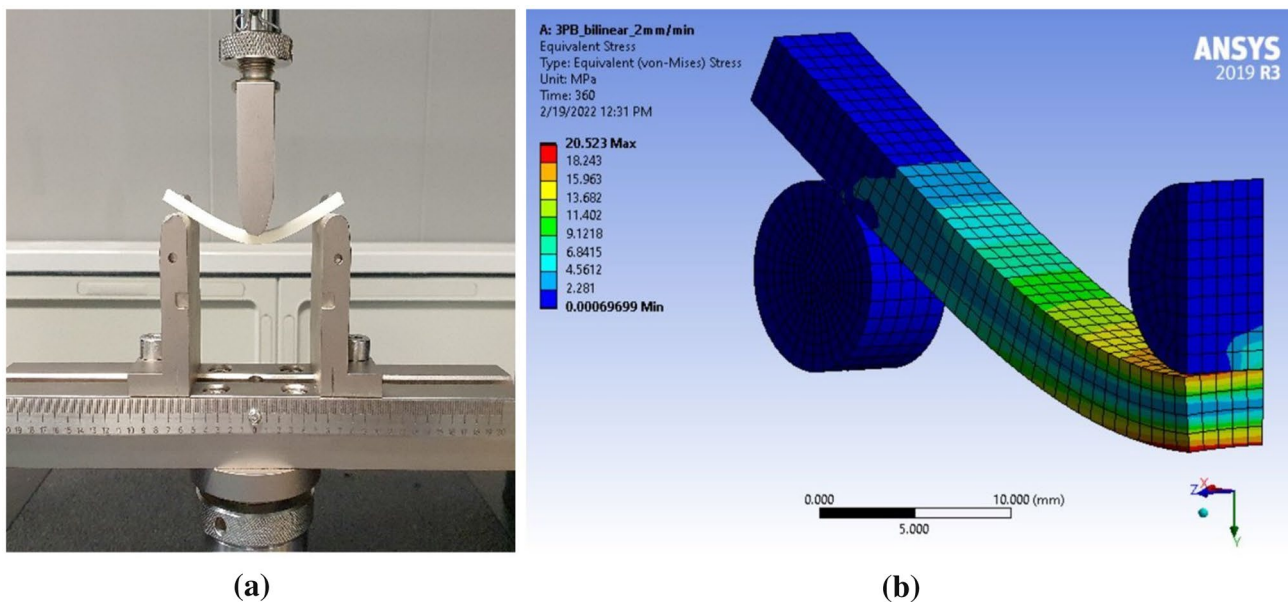 A: 3PB_bilinear_2mm/min
Equivalent Stress
Type: Equivalent (von-Mises) Stress
Unit: MPa
Time: 360
2/19/2022 12:31 PM
20.523 Max
18.243
15.963
13.682
11.402
9.1218
6.8415
4.5612
2.281
0.00069699 Min
ANSYS
2019 R3
0.000
10.000 (mm)
5.000
Z
X
Y
(a)
(b)